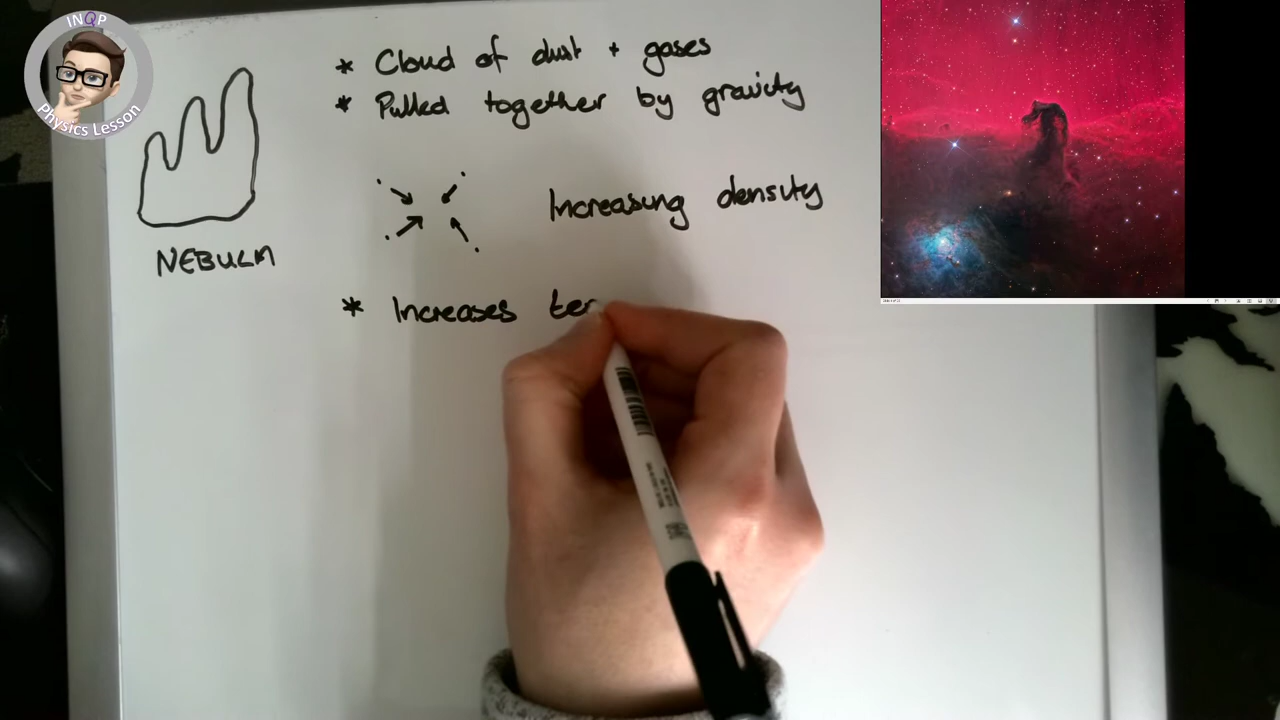 INQP
Physics Lesson
* Cloud of dust + gases
* Pulled together by gravity
Increasing density
NEBULA
* Increases te